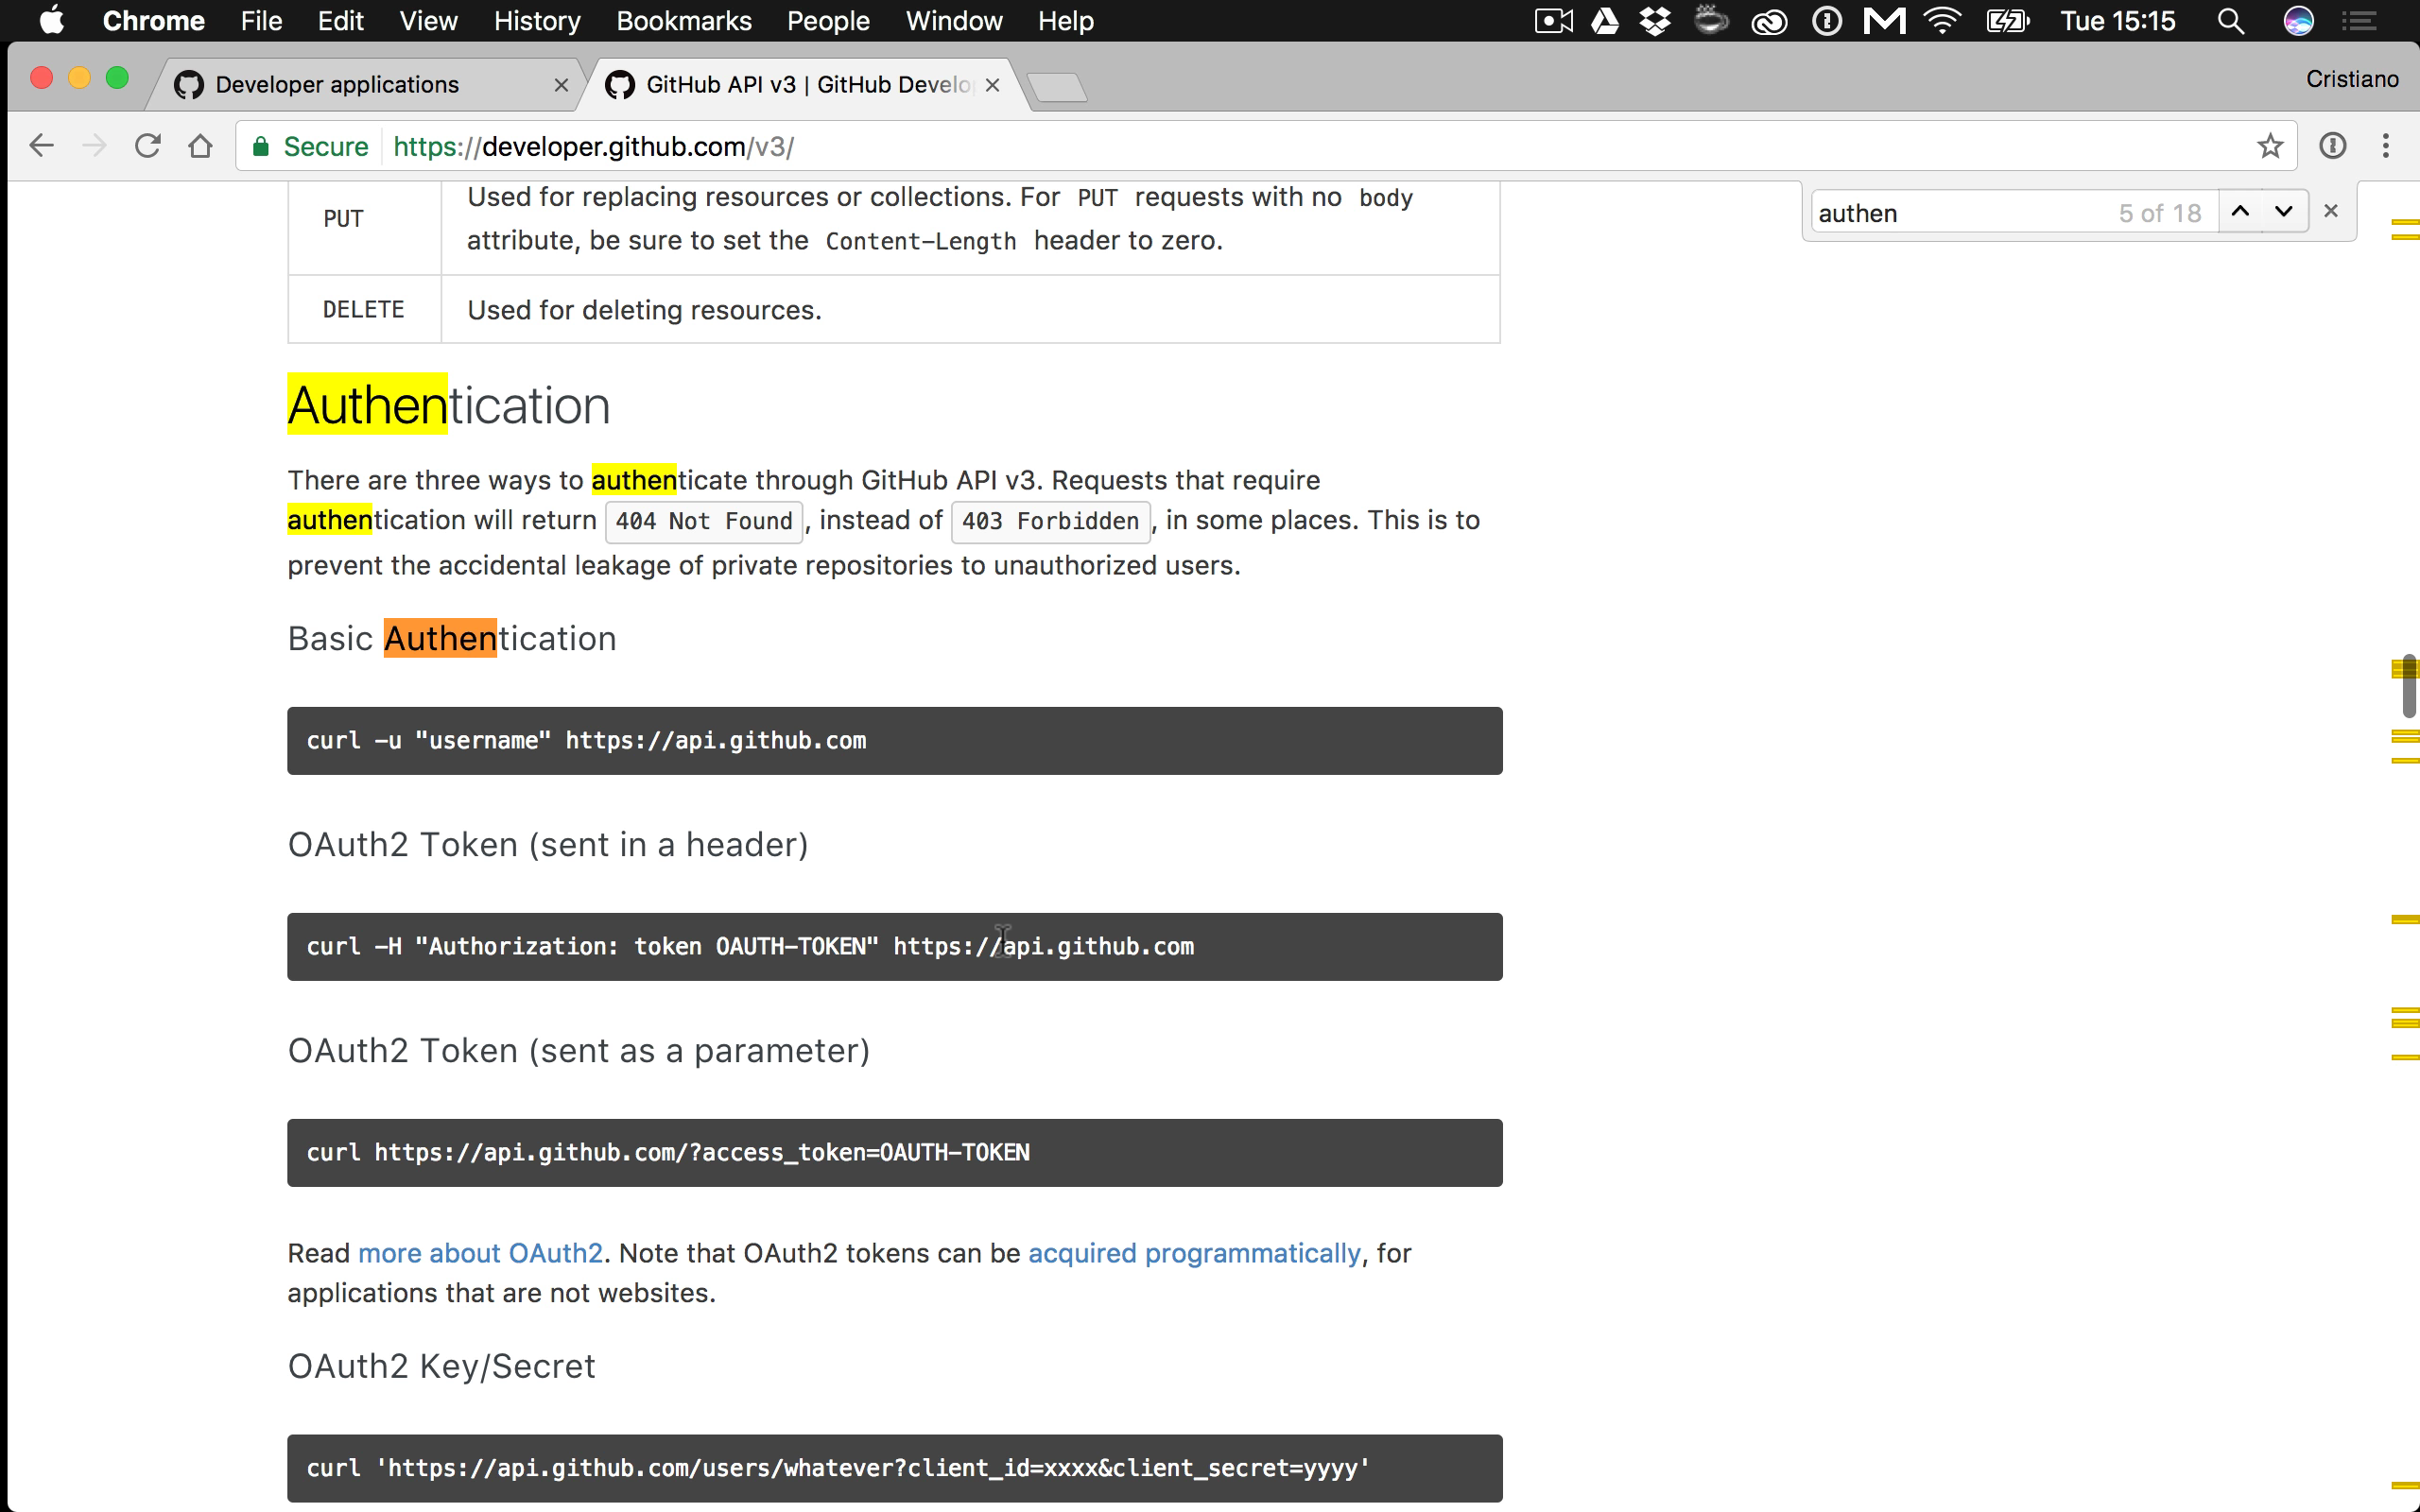 Chrome File Edit View History Bookmarks People Window Help Tue 15:15
Developer applications GitHub API v3 | GitHub Develo Cristiano
Secure https://developer.github.com/v3/
authen 5 of 18
PUT Used for replacing resources or collections. For PUT requests with no body
attribute, be sure to set the Content-Length header to zero.
DELETE Used for deleting resources.
Authentication
There are three ways to authenticate through GitHub API v3. Requests that require
authentication will return 404 Not Found, instead of 403 Forbidden, in some places. This is to
prevent the accidental leakage of private repositories to unauthorized users.
Basic Authentication
curl -u "username" https://api.github.com
OAuth2 Token (sent in a header)
curl -H "Authorization: token OAUTH-TOKEN" https://api.github.com
OAuth2 Token (sent as a parameter)
curl https://api.github.com/?access_token=OAUTH-TOKEN
Read more about OAuth2. Note that OAuth2 tokens can be acquired programmatically, for
applications that are not websites.
OAuth2 Key/Secret
curl 'https://api.github.com/users/whatever?client_id=xxxx&client_secret=yyyy'